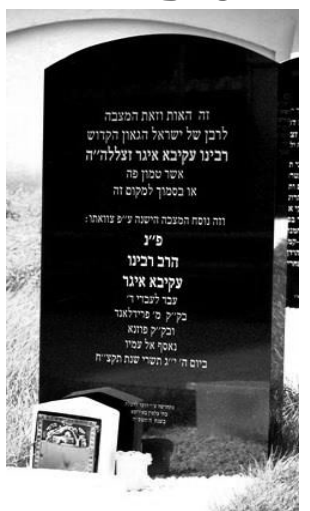 זה האות וזאת המצבה
לרבן של ישראל הגאון הקדוש
רבינו עקיבא איגר זצללה״ה
אשר טמון פה
או בסמוך למקום זה
וזה נוסח המצבה הישנה ע״פ צוואתו :
פ״נ
הרב רבינו
עקיבא איגר
עבד לעבדי ד׳
בק״ק מ׳ פרידלאנד
ובק״ק פוזנא
נאסף אל עמיו
ביום ה׳ י״ג תשרי שנת תקצ״ח